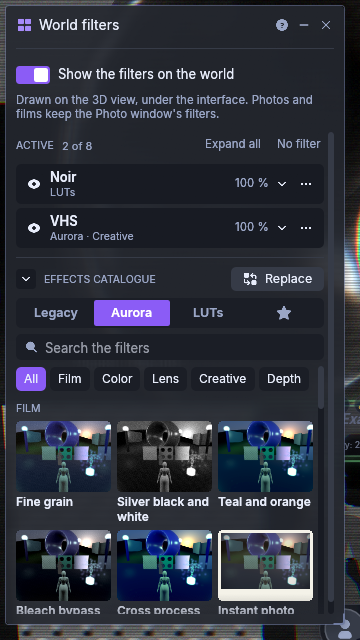 World filters
Show the filters on the world
Drawn on the 3D view, under the interface. Photos and
films keep the Photo window's filters.
ACTIVE 2 of 8 Expand all No filter
Noir
LUTs
100 %
VHS
Aurora · Creative
100 %
EFFECTS CATALOGUE Replace
Legacy Aurora LUTs
Search the filters
All Film Color Lens Creative Depth
FILM
Fine grain Silver black and white Teal and orange
Bleach bypass Cross process Instant photo